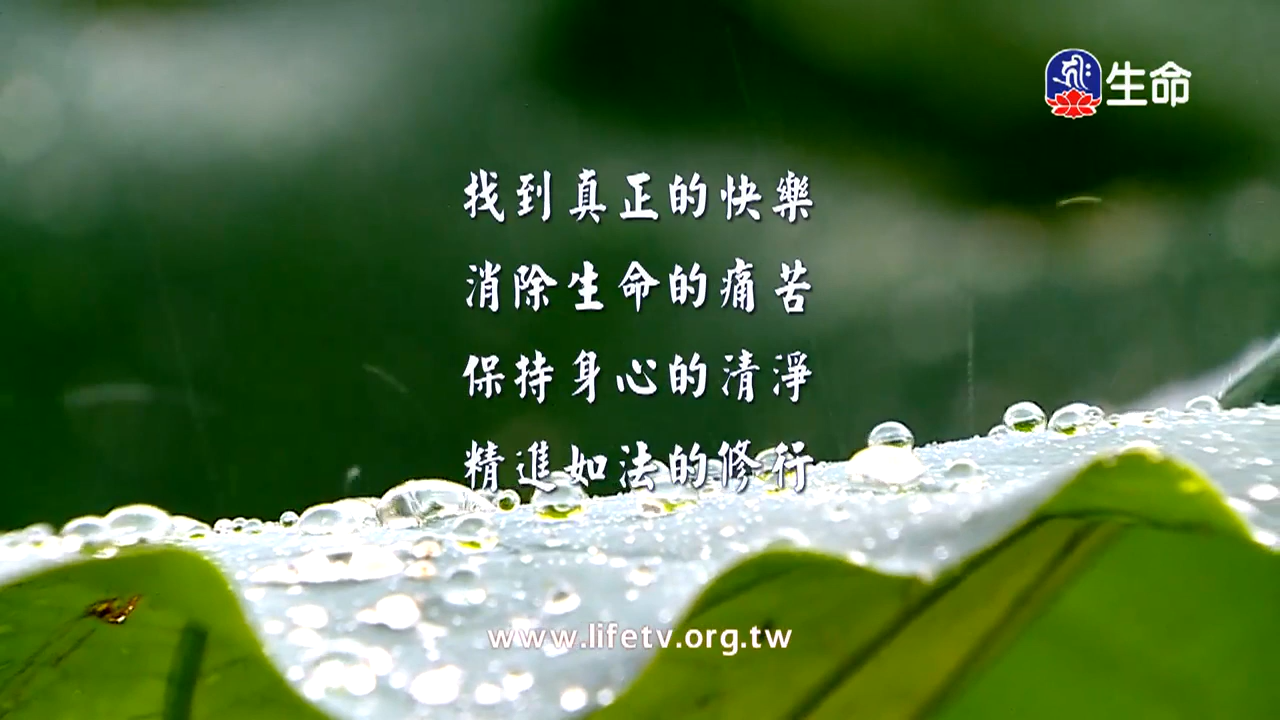 生命
找到真正的快樂
消除生命的痛苦
保持身心的清淨
精進如法的修行
www.lifetv.org.tw